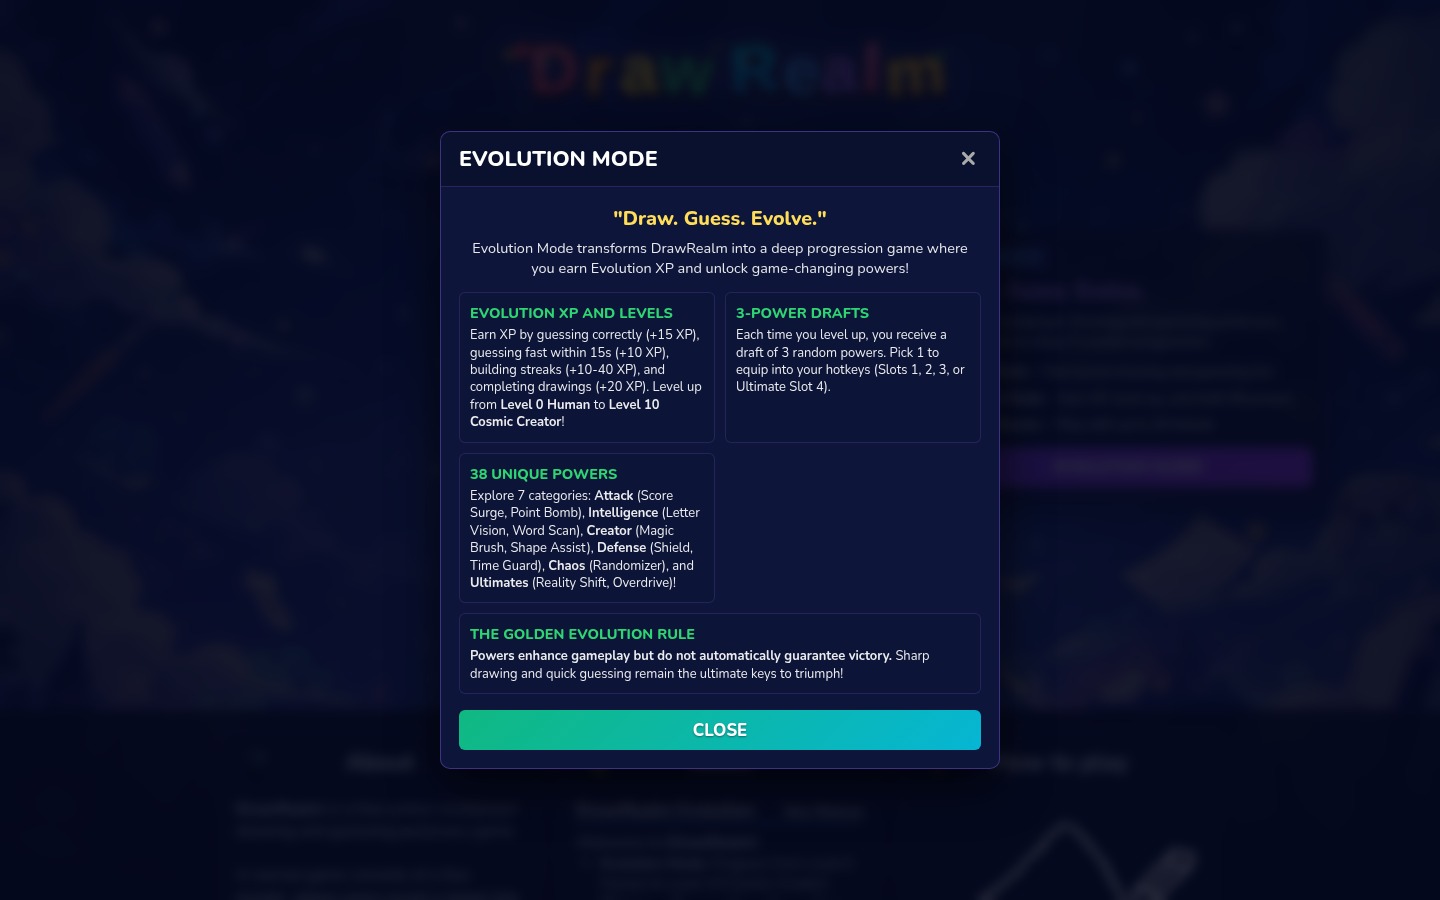 DrawRealm
EVOLUTION MODE
"Draw. Guess. Evolve."
Evolution Mode transforms DrawRealm into a deep progression game where
you earn Evolution XP and unlock game-changing powers!
EVOLUTION XP AND LEVELS
Earn XP by guessing correctly (+15 XP),
guessing fast within 15s (+10 XP),
building streaks (+10-40 XP), and
completing drawings (+20 XP). Level up
from Level 0 Human to Level 10
Cosmic Creator!
3-POWER DRAFTS
Each time you level up, you receive a
draft of 3 random powers. Pick 1 to
equip into your hotkeys (Slots 1, 2, 3, or
Ultimate Slot 4).
38 UNIQUE POWERS
Explore 7 categories: Attack (Score
Surge, Point Bomb), Intelligence (Letter
Vision, Word Scan), Creator (Magic
Brush, Shape Assist), Defense (Shield,
Time Guard), Chaos (Randomizer), and
Ultimates (Reality Shift, Overdrive)!
THE GOLDEN EVOLUTION RULE
Powers enhance gameplay but do not automatically guarantee victory. Sharp
drawing and quick guessing remain the ultimate keys to triumph!
CLOSE
About
to play